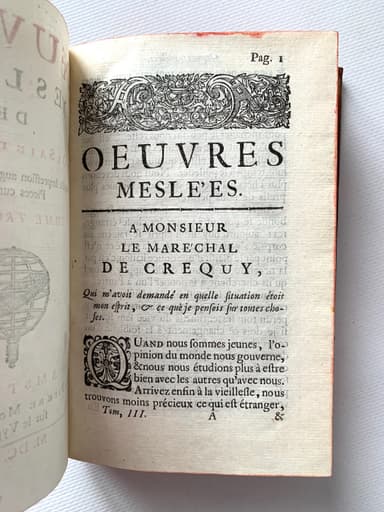 Pag. 1
OEUVRES
MESLE'ES.
A MONSIEUR
LE MARE'CHAL
DE CREQUY,
Qui m'avoit demandé en quelle situation étoit
mon esprit, & ce que je pensois sur toutes cho-
ses.
QUAND nous sommes jeunes, l'o-
pinion du monde nous gouverne,
& nous nous étudions plus à estre
bien avec les autres qu'avec nous.
Arrivez enfin à la vieillesse, nous
trouvons moins précieux ce qui est étranger,
Tom. III. A &